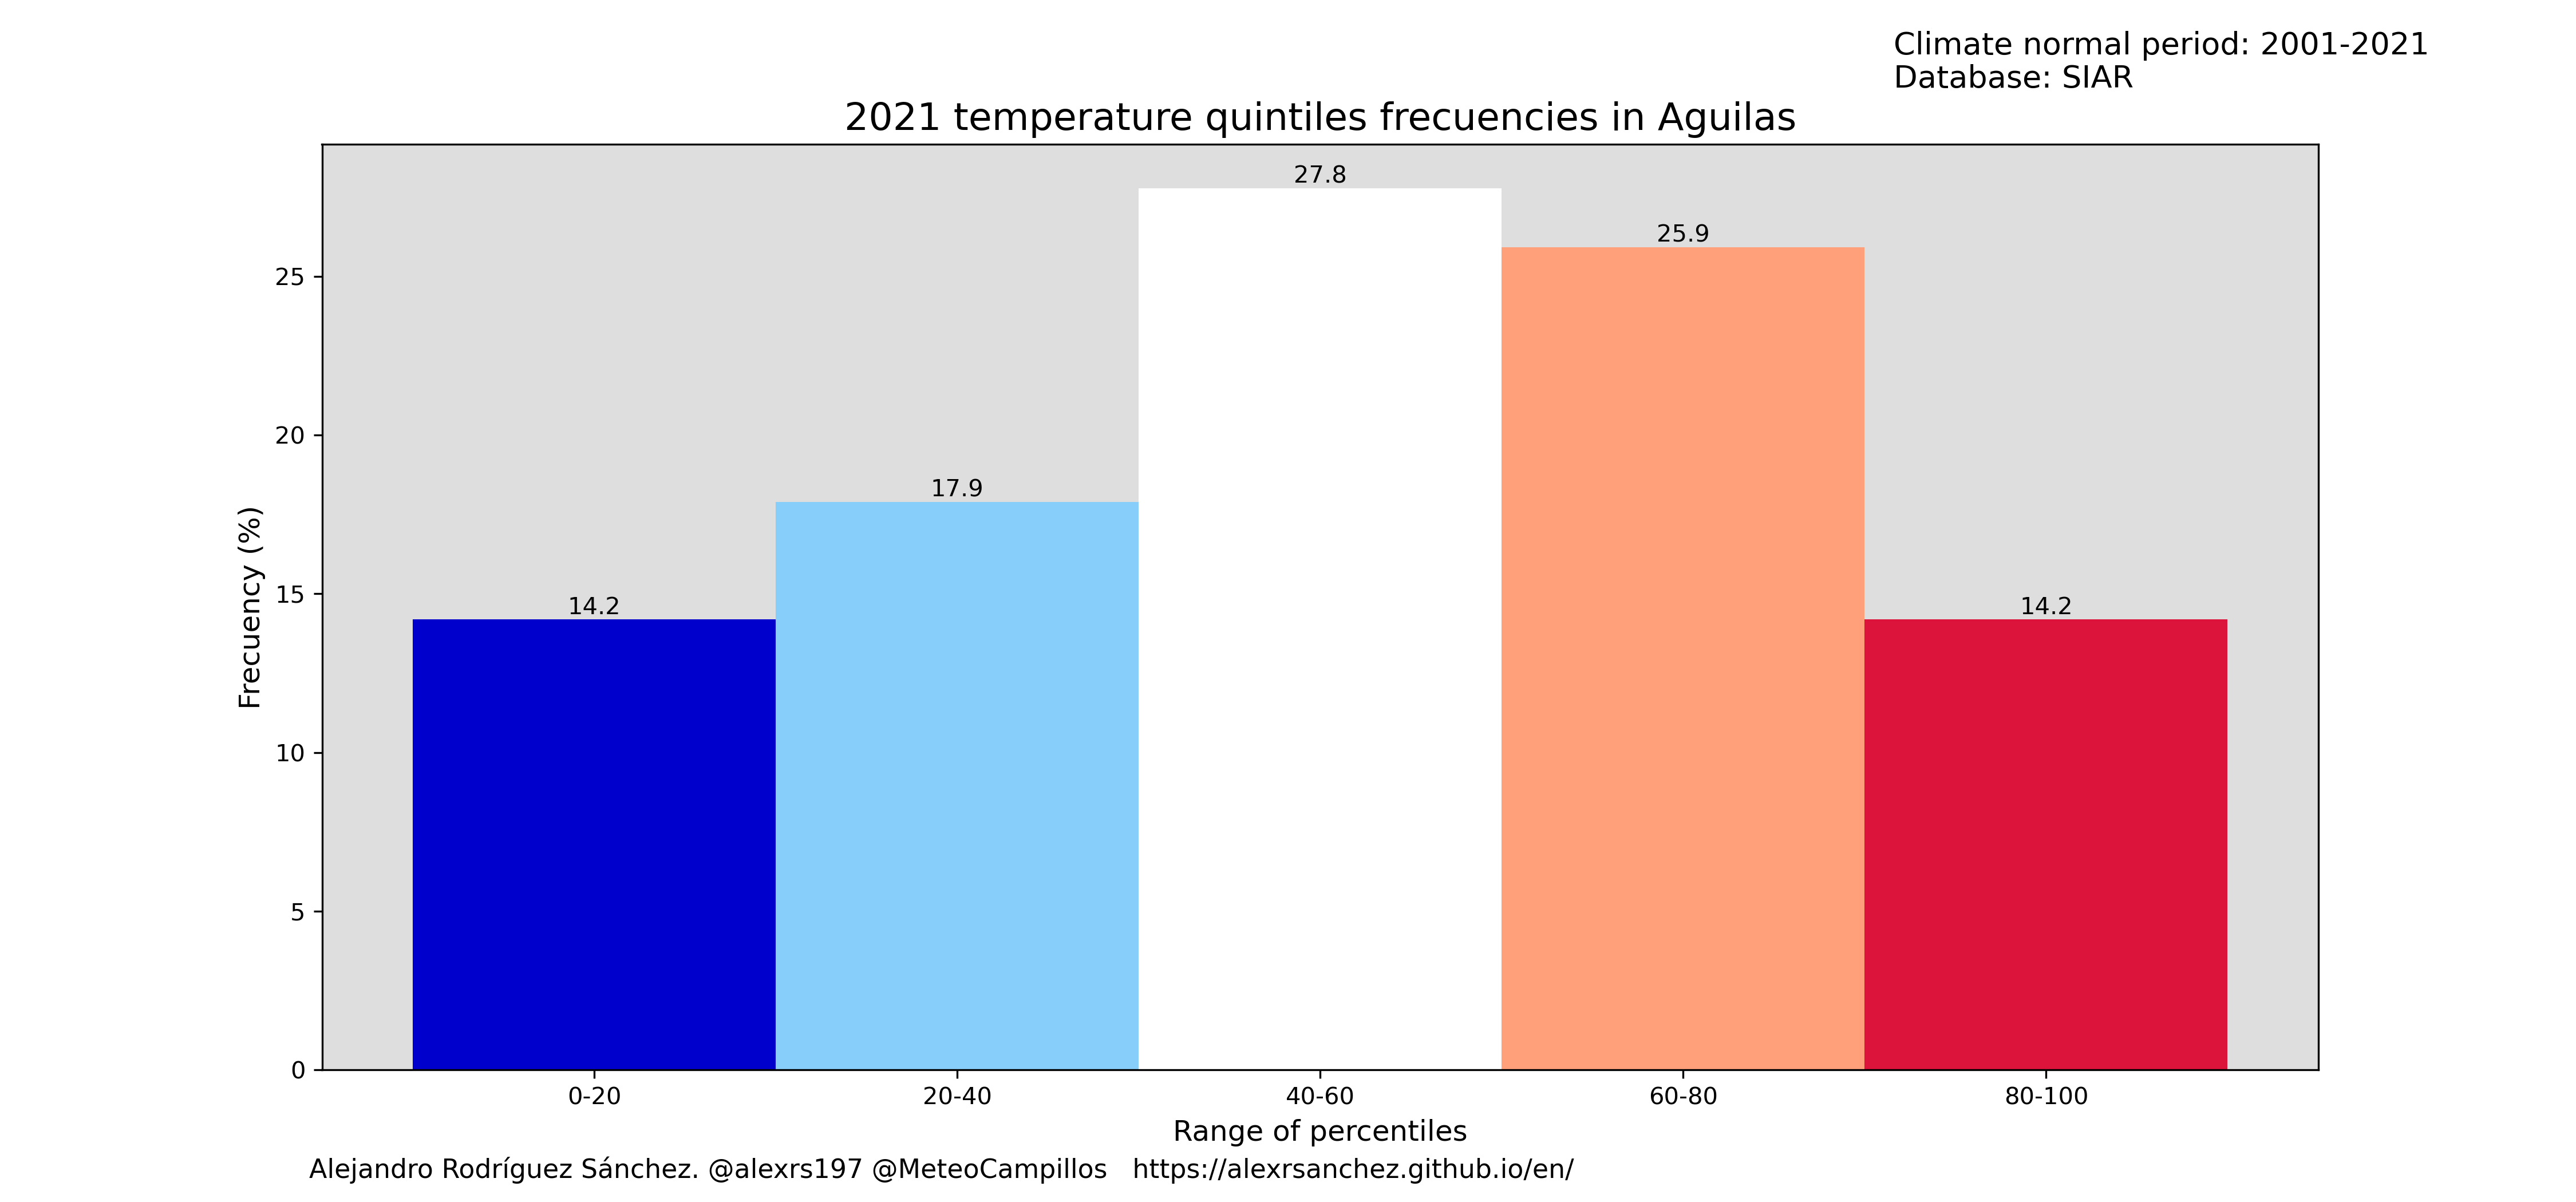 Climate normal period: 2001-2021
Database: SIAR
2021 temperature quintiles frecuencies in Aguilas
27.8
25.9
25
20
17.9
Frecuency (%)
15
14.2
14.2
10
5
0
0-20
20-40
40-60
60-80
80-100
Range of percentiles
Alejandro Rodríguez Sánchez. @alexrs197 @MeteoCampillos https://alexrsanchez.github.io/en/